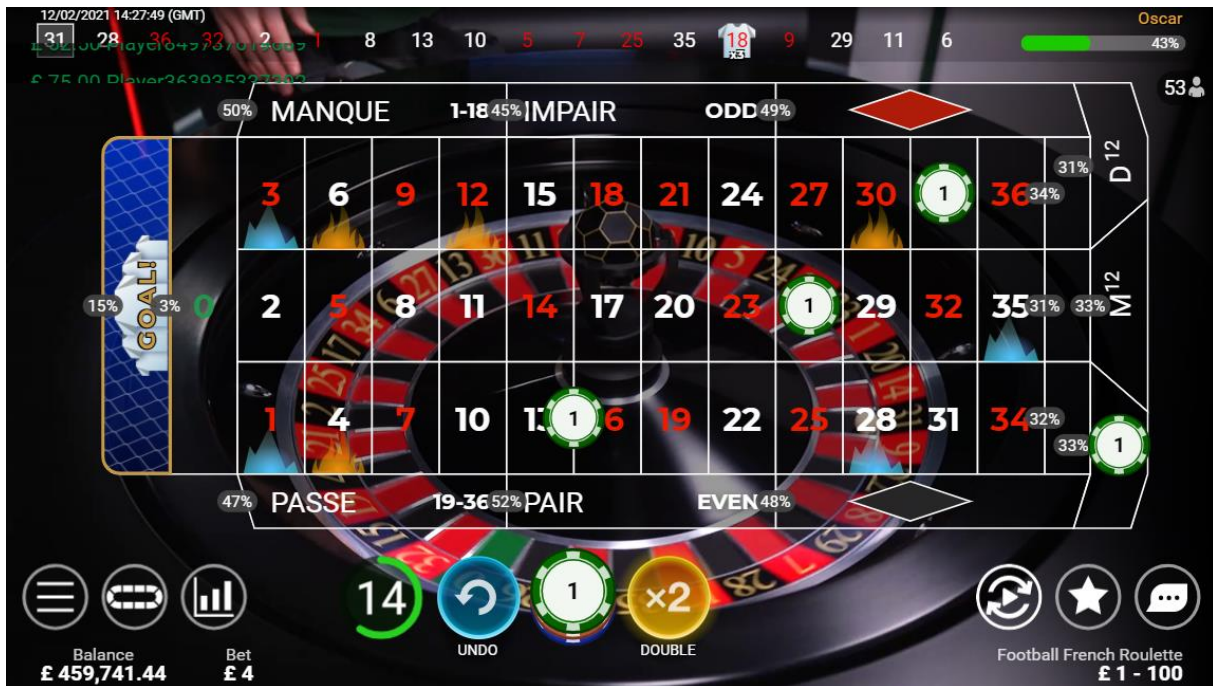 12/02/2021 14:27:49 (GMT)
Oscar
31 28 36 32 2 1 8 13 10 5 7 25 35 18 9 29 11 6
X3
43%
£ 75.00
53
50% MANQUE 1-18 45% IMPAIR ODD 49%
31% D12
3 6 9 12 15 18 21 24 27 30 1 36 34%
15% GOAL! 3% 0 2 5 8 11 14 17 20 23 1 29 32 35 31% 33% M12
1 4 7 10 1 6 19 22 25 28 31 34 32%
33% 1
47% PASSE 19-36 52% PAIR EVEN 48%
14 1 ×2
UNDO DOUBLE
Balance Bet Football French Roulette
£ 459,741.44 £ 4 £ 1 - 100